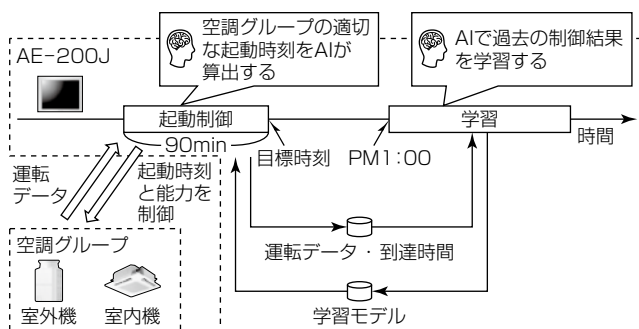 空調グループの適切
な起動時刻をAIが
算出する
AIで過去の制御結果
を学習する
AE-200J
起動制御
学習
90min
目標時刻
PM1:00
時間
運転
データ
起動時刻
と能力を
制御
運転データ・到達時間
空調グループ
室外機
室内機
学習モデル